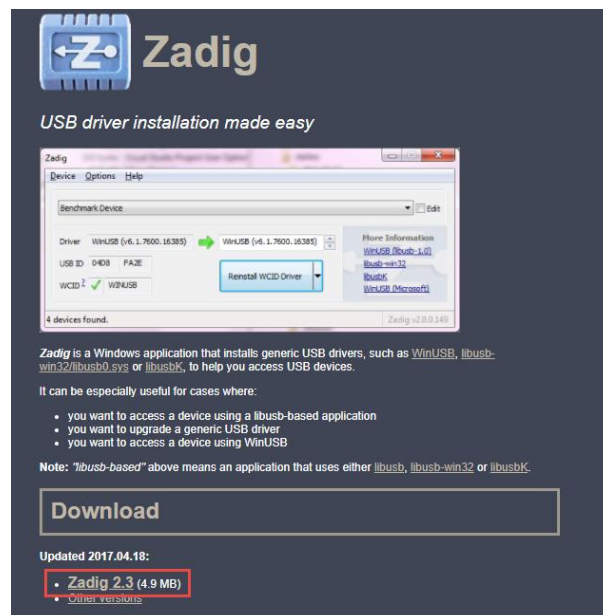 Zadig
USB driver installation made easy
Zadig
Device Options Help
Benchmark Device
Edit
Driver WinUSB (v6.1.7600.16385) WinUSB (v6.1.7600.16385)
More Information
WinUSB (libusb-1.0)
libusb-win32
libusbK
WinUSB (Microsoft)
USB ID 04D8 FA2E
WCID ? WINUSB
Reinstall WCID Driver
4 devices found.
Zadig v2.0.0.149
Zadig is a Windows application that installs generic USB drivers, such as WinUSB, libusb-
win32/libusb0.sys or libusbK, to help you access USB devices.
It can be especially useful for cases where:
• you want to access a device using a libusb-based application
• you want to upgrade a generic USB driver
• you want to access a device using WinUSB
Note: "libusb-based" above means an application that uses either libusb, libusb-win32 or libusbK.
Download
Updated 2017.04.18:
• Zadig 2.3 (4.9 MB)
• Other versions